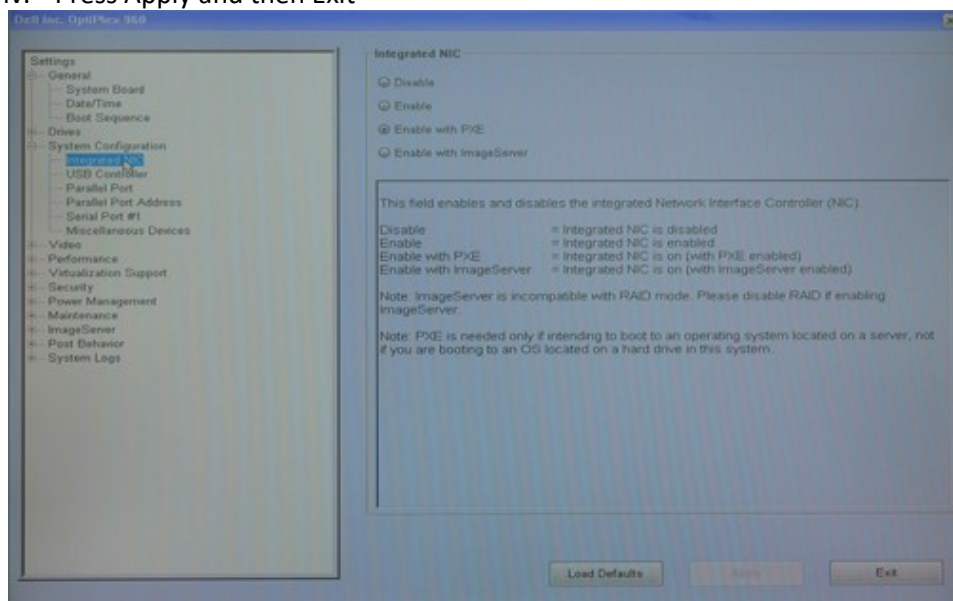 Press Apply and then Exit
Dell Inc. OptiPlex 960
Settings
General
System Board
Date/Time
Boot Sequence
Drives
System Configuration
Integrated NIC
USB Controller
Parallel Port
Parallel Port Address
Serial Port #1
Miscellaneous Devices
Video
Performance
Virtualization Support
Security
Power Management
Maintenance
ImageServer
Post Behavior
System Logs
Integrated NIC
Disable
Enable
Enable with PXE
Enable with ImageServer
This field enables and disables the integrated Network Interface Controller (NIC).
Disable = Integrated NIC is disabled
Enable = Integrated NIC is enabled
Enable with PXE = Integrated NIC is on (with PXE enabled)
Enable with ImageServer = Integrated NIC is on (with ImageServer enabled)
Note: ImageServer is incompatible with RAID mode. Please disable RAID if enabling
ImageServer.
Note: PXE is needed only if intending to boot to an operating system located on a server, not
if you are booting to an OS located on a hard drive in this system.
Load Defaults
Apply
Exit